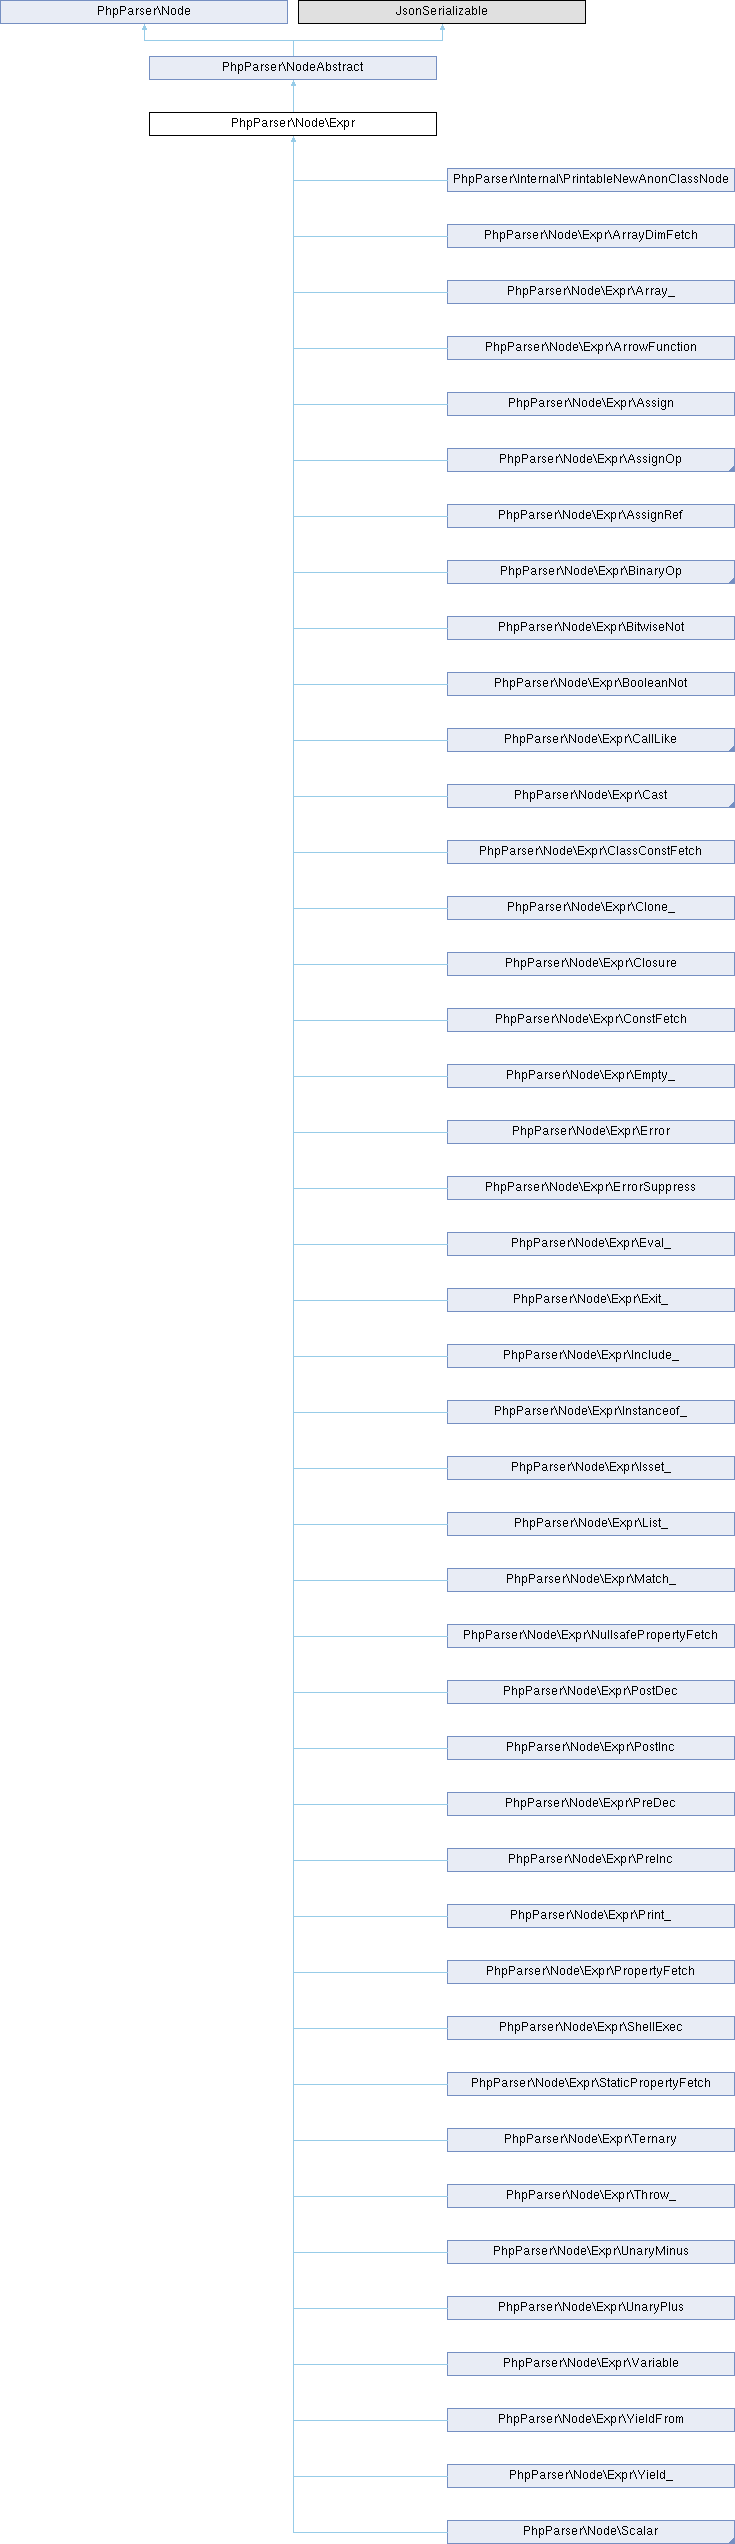 PhpParser\Node
JsonSerializable
PhpParser\NodeAbstract
PhpParser\Node\Expr
PhpParser\Internal\PrintableNewAnonClassNode
PhpParser\Node\Expr\ArrayDimFetch
PhpParser\Node\Expr\Array_
PhpParser\Node\Expr\ArrowFunction
PhpParser\Node\Expr\Assign
PhpParser\Node\Expr\AssignOp
PhpParser\Node\Expr\AssignRef
PhpParser\Node\Expr\BinaryOp
PhpParser\Node\Expr\BitwiseNot
PhpParser\Node\Expr\BooleanNot
PhpParser\Node\Expr\CallLike
PhpParser\Node\Expr\Cast
PhpParser\Node\Expr\ClassConstFetch
PhpParser\Node\Expr\Clone_
PhpParser\Node\Expr\Closure
PhpParser\Node\Expr\ConstFetch
PhpParser\Node\Expr\Empty_
PhpParser\Node\Expr\Error
PhpParser\Node\Expr\ErrorSuppress
PhpParser\Node\Expr\Eval_
PhpParser\Node\Expr\Exit_
PhpParser\Node\Expr\Include_
PhpParser\Node\Expr\Instanceof_
PhpParser\Node\Expr\Isset_
PhpParser\Node\Expr\List_
PhpParser\Node\Expr\Match_
PhpParser\Node\Expr\NullsafePropertyFetch
PhpParser\Node\Expr\PostDec
PhpParser\Node\Expr\PostInc
PhpParser\Node\Expr\PreDec
PhpParser\Node\Expr\PreInc
PhpParser\Node\Expr\Print_
PhpParser\Node\Expr\PropertyFetch
PhpParser\Node\Expr\ShellExec
PhpParser\Node\Expr\StaticPropertyFetch
PhpParser\Node\Expr\Ternary
PhpParser\Node\Expr\Throw_
PhpParser\Node\Expr\UnaryMinus
PhpParser\Node\Expr\UnaryPlus
PhpParser\Node\Expr\Variable
PhpParser\Node\Expr\YieldFrom
PhpParser\Node\Expr\Yield_
PhpParser\Node\Scalar